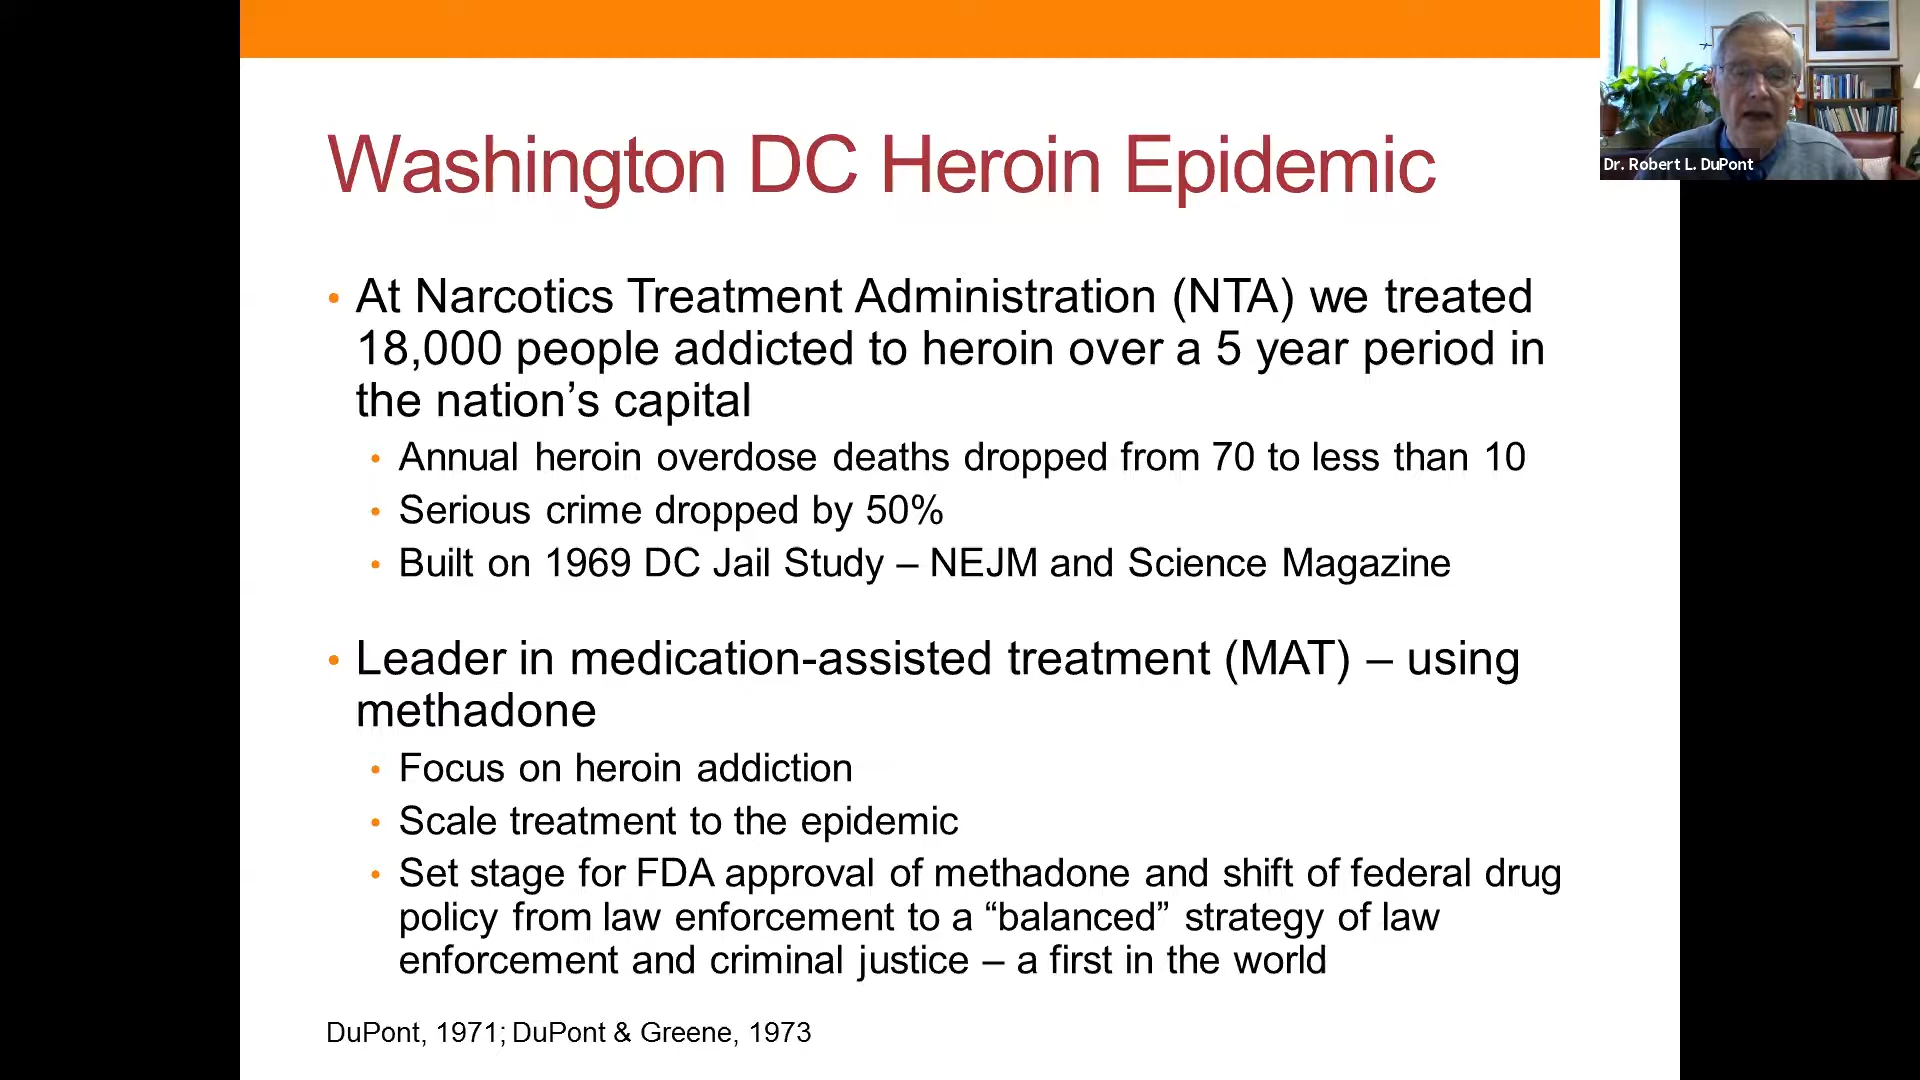 Washington DC Heroin Epidemic
• At Narcotics Treatment Administration (NTA) we treated
18,000 people addicted to heroin over a 5 year period in
the nation’s capital
• Annual heroin overdose deaths dropped from 70 to less than 10
• Serious crime dropped by 50%
• Built on 1969 DC Jail Study – NEJM and Science Magazine
• Leader in medication-assisted treatment (MAT) – using
methadone
• Focus on heroin addiction
• Scale treatment to the epidemic
• Set stage for FDA approval of methadone and shift of federal drug
policy from law enforcement to a “balanced” strategy of law
enforcement and criminal justice – a first in the world
DuPont, 1971; DuPont & Greene, 1973
Dr. Robert L. DuPont